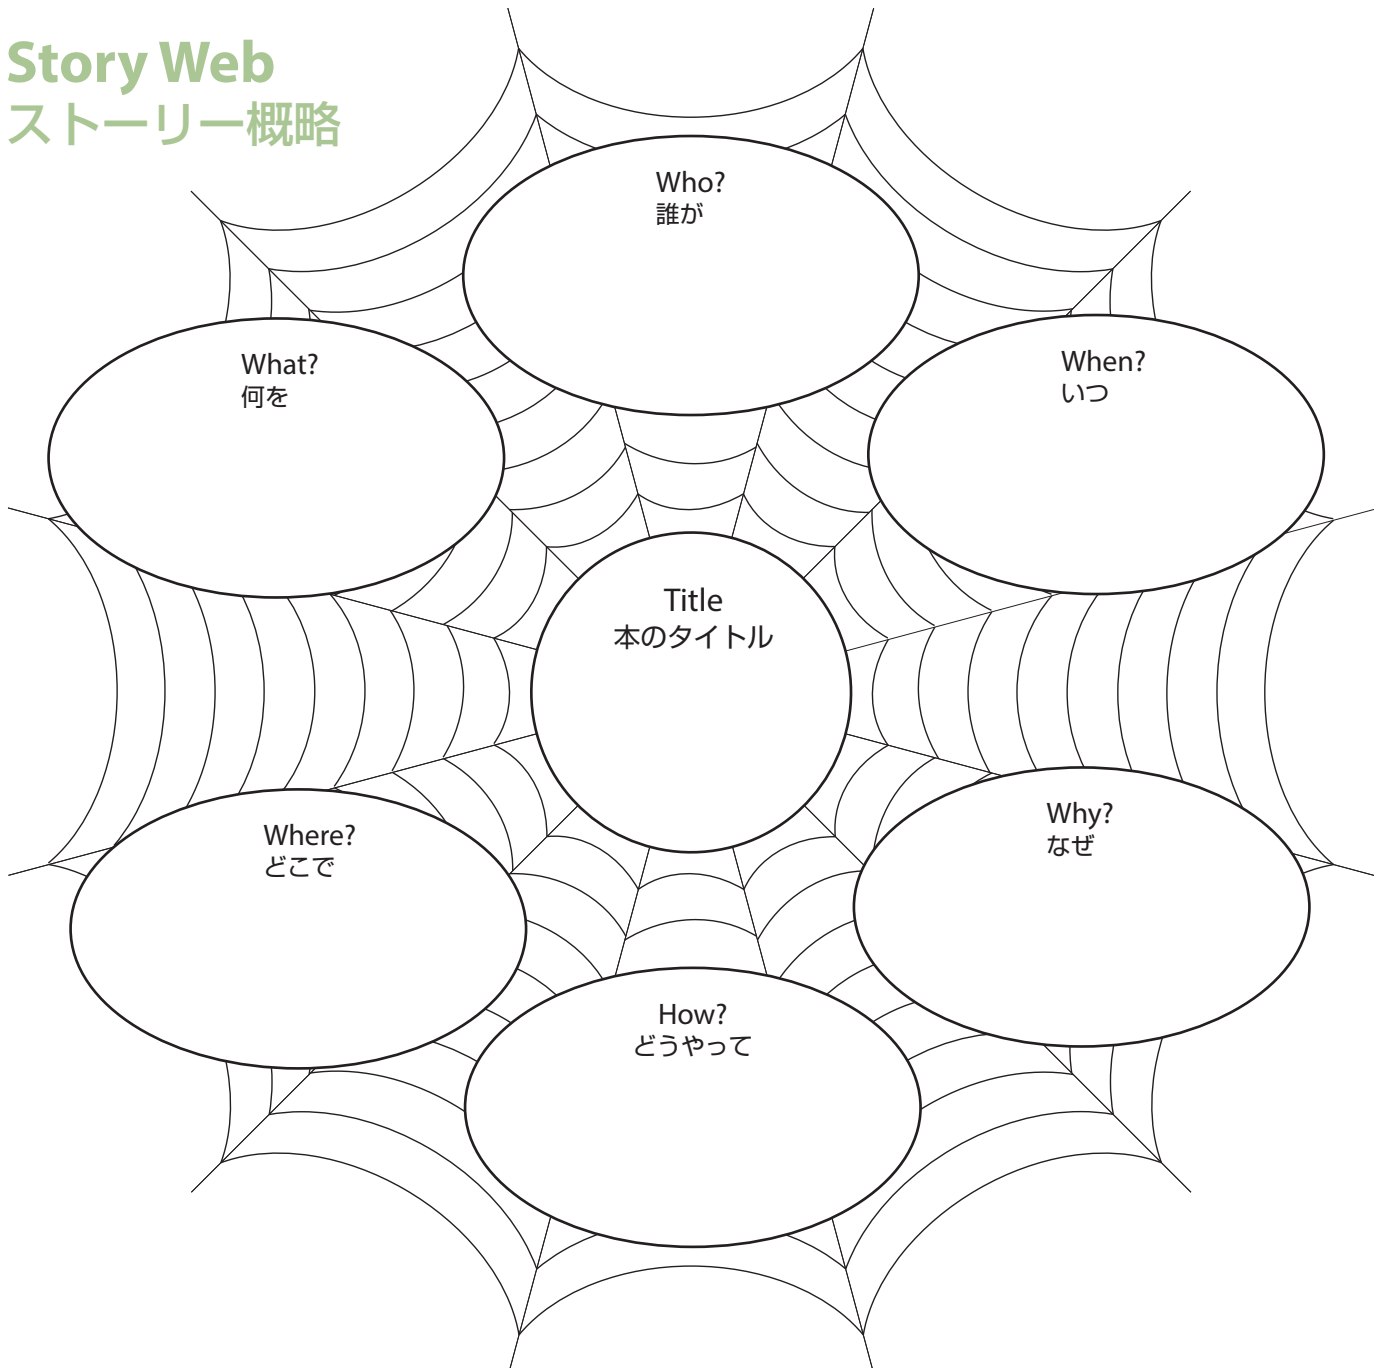 Story Web
ストーリー概略
Who?
誰が
What?
何を
When?
いつ
Title
本のタイトル
Where?
どこで
Why?
なぜ
How?
どうやって